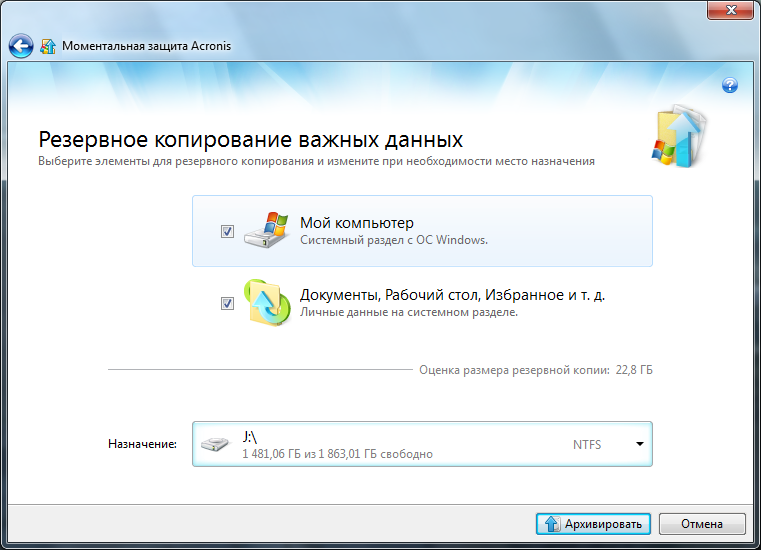 Моментальная защита Acronis
Резервное копирование важных данных
Выберите элементы для резервного копирования и измените при необходимости место назначения
Мой компьютер
Системный раздел с ОС Windows.
Документы, Рабочий стол, Избранное и т. д.
Личные данные на системном разделе.
Оценка размера резервной копии: 22,8 ГБ
Назначение:
J:\
NTFS
1 481,06 ГБ из 1 863,01 ГБ свободно
Архивировать
Отмена